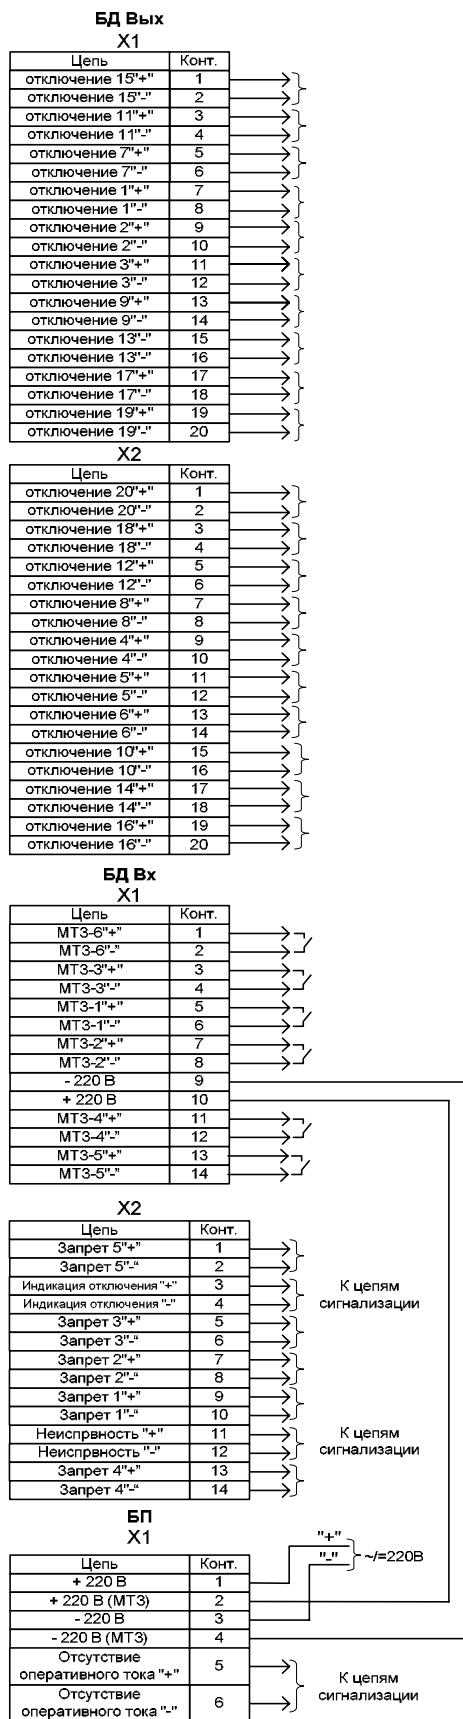 БД Вых
X1
Цепь Конт.
отключение 15"+" 1
отключение 15"-" 2
отключение 11"+" 3
отключение 11"-" 4
отключение 7"+" 5
отключение 7"-" 6
отключение 1"+" 7
отключение 1"-" 8
отключение 2"+" 9
отключение 2"-" 10
отключение 3"+" 11
отключение 3"-" 12
отключение 9"+" 13
отключение 9"-" 14
отключение 13"+" 15
отключение 13"-" 16
отключение 17"+" 17
отключение 17"-" 18
отключение 19"+" 19
отключение 19"-" 20
X2
Цепь Конт.
отключение 20"+" 1
отключение 20"-" 2
отключение 18"+" 3
отключение 18"-" 4
отключение 12"+" 5
отключение 12"-" 6
отключение 8"+" 7
отключение 8"-" 8
отключение 4"+" 9
отключение 4"-" 10
отключение 5"+" 11
отключение 5"-" 12
отключение 6"+" 13
отключение 6"-" 14
отключение 10"+" 15
отключение 10"-" 16
отключение 14"+" 17
отключение 14"-" 18
отключение 16"+" 19
отключение 16"-" 20
БД Вх
X1
Цепь Конт.
МТЗ-6"+" 1
МТЗ-6"-" 2
МТЗ-3"+" 3
МТЗ-3"-" 4
МТЗ-1"+" 5
МТЗ-1"-" 6
МТЗ-2"+" 7
МТЗ-2"-" 8
- 220 В 9
+ 220 В 10
МТЗ-4"+" 11
МТЗ-4"-" 12
МТЗ-5"+" 13
МТЗ-5"-" 14
X2
Цепь Конт.
Запрет 5"+" 1
Запрет 5"-“ 2
Индикация отключения "+" 3
Индикация отключения "-" 4
К цепям
сигнализации
Запрет 3"+" 5
Запрет 3"-“ 6
Запрет 2"+" 7
Запрет 2"-“ 8
Запрет 1"+" 9
Запрет 1"-“ 10
Неиспрвность "+" 11
Неиспрвность "-" 12
К цепям
сигнализации
Запрет 4"+" 13
Запрет 4"-“ 14
БП
X1
"+"
"-" ~/=220В
Цепь Конт.
+ 220 В 1
+ 220 В (МТЗ) 2
- 220 В 3
- 220 В (МТЗ) 4
Отсутствие
оперативного тока "+" 5
Отсутствие
оперативного тока "-" 6
К цепям
сигнализации